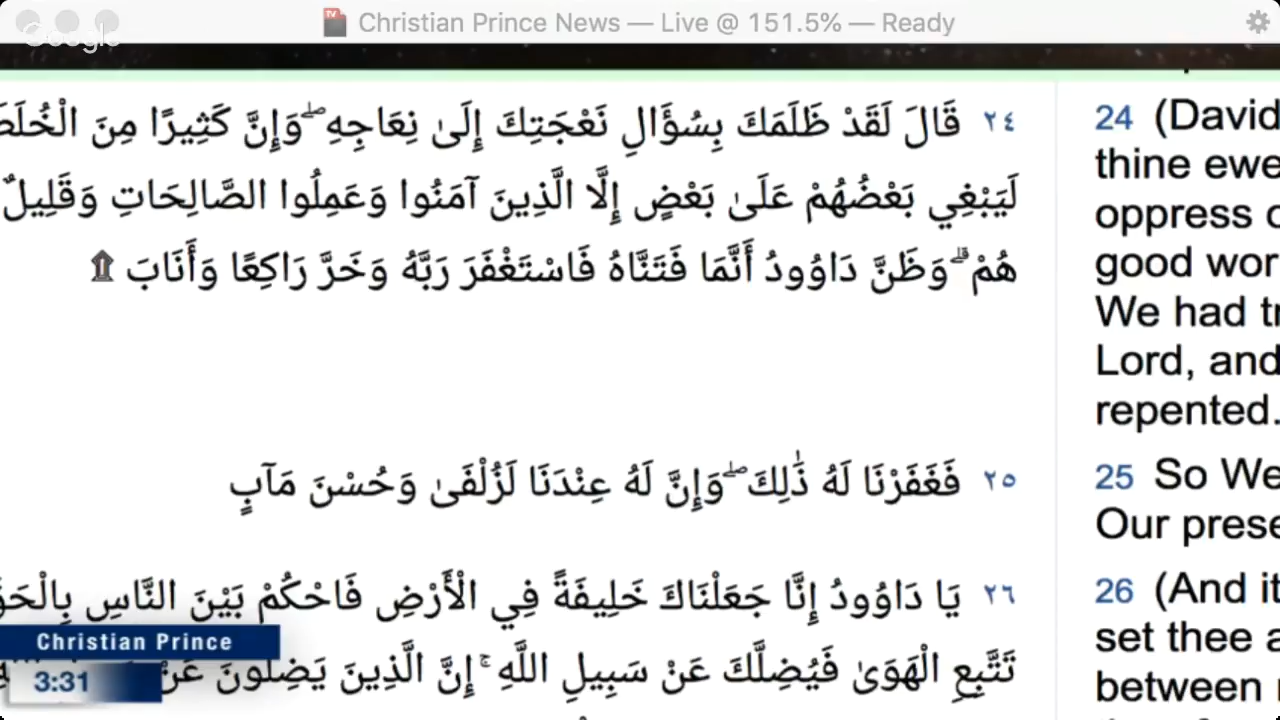 Christian Prince News — Live @ 151.5% — Ready
Google
٢٤ قَالَ لَقَدْ ظَلَمَكَ بِسُؤَالِ نَعْجَتِكَ إِلَىٰ نِعَاجِهِ ۖ وَإِنَّ كَثِيرًا مِنَ
لَيَبْغِي بَعْضُهُمْ عَلَىٰ بَعْضٍ إِلَّا الَّذِينَ آمَنُوا وَعَمِلُوا الصَّالِحَاتِ وَقَلِيلٌ
هُمْ ۗ وَظَنَّ دَاوُودُ أَنَّمَا فَتَنَّاهُ فَاسْتَغْفَرَ رَبَّهُ وَخَرَّ رَاكِعًا وَأَنَابَ ۩
٢٥ فَغَفَرْنَا لَهُ ذَٰلِكَ ۖ وَإِنَّ لَهُ عِنْدَنَا لَزُلْفَىٰ وَحُسْنَ مَآبٍ
٢٦ يَا دَاوُودُ إِنَّا جَعَلْنَاكَ خَلِيفَةً فِي الْأَرْضِ فَاحْكُمْ بَيْنَ النَّاسِ
تَتَّبِعِ الْهَوَىٰ فَيُضِلَّكَ عَنْ سَبِيلِ اللَّهِ ۚ إِنَّ الَّذِينَ يَضِلُّونَ عَنْ
24 (David
thine ewe
oppress
good wor
We had tr
Lord, and
repented.
25 So We
Our prese
26 (And it
set thee a
between
Christian Prince
3:31